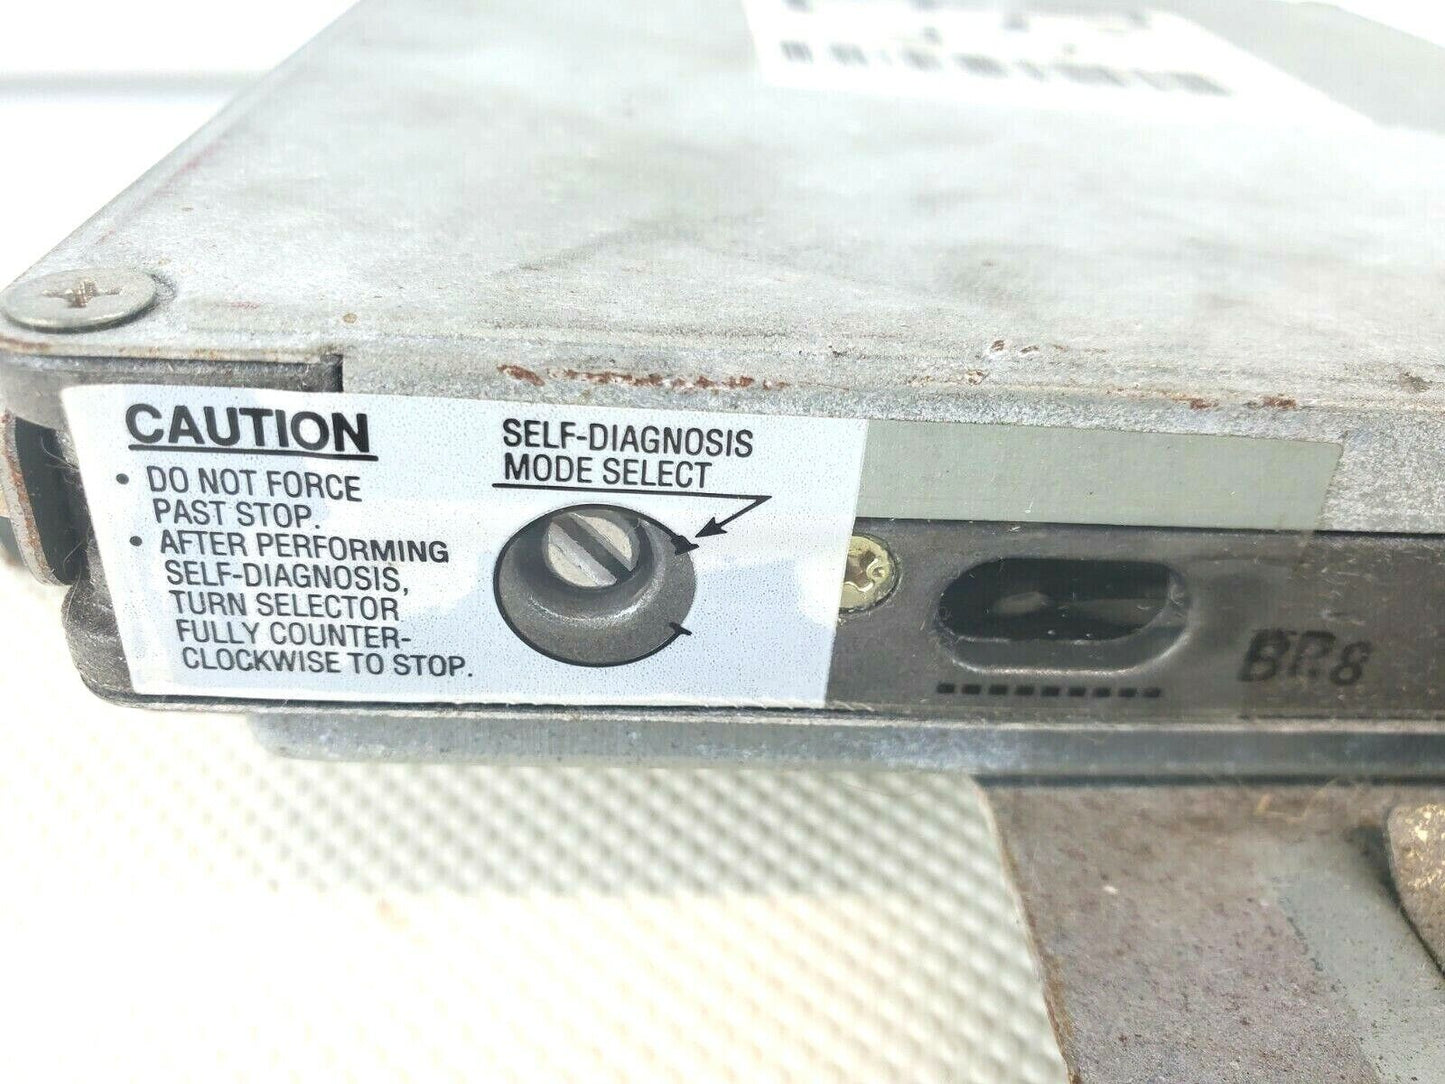 CAUTION
• DO NOT FORCE
PAST STOP.
• AFTER PERFORMING
SELF-DIAGNOSIS,
TURN SELECTOR
FULLY COUNTER-
CLOCKWISE TO STOP.
SELF-DIAGNOSIS
MODE SELECT